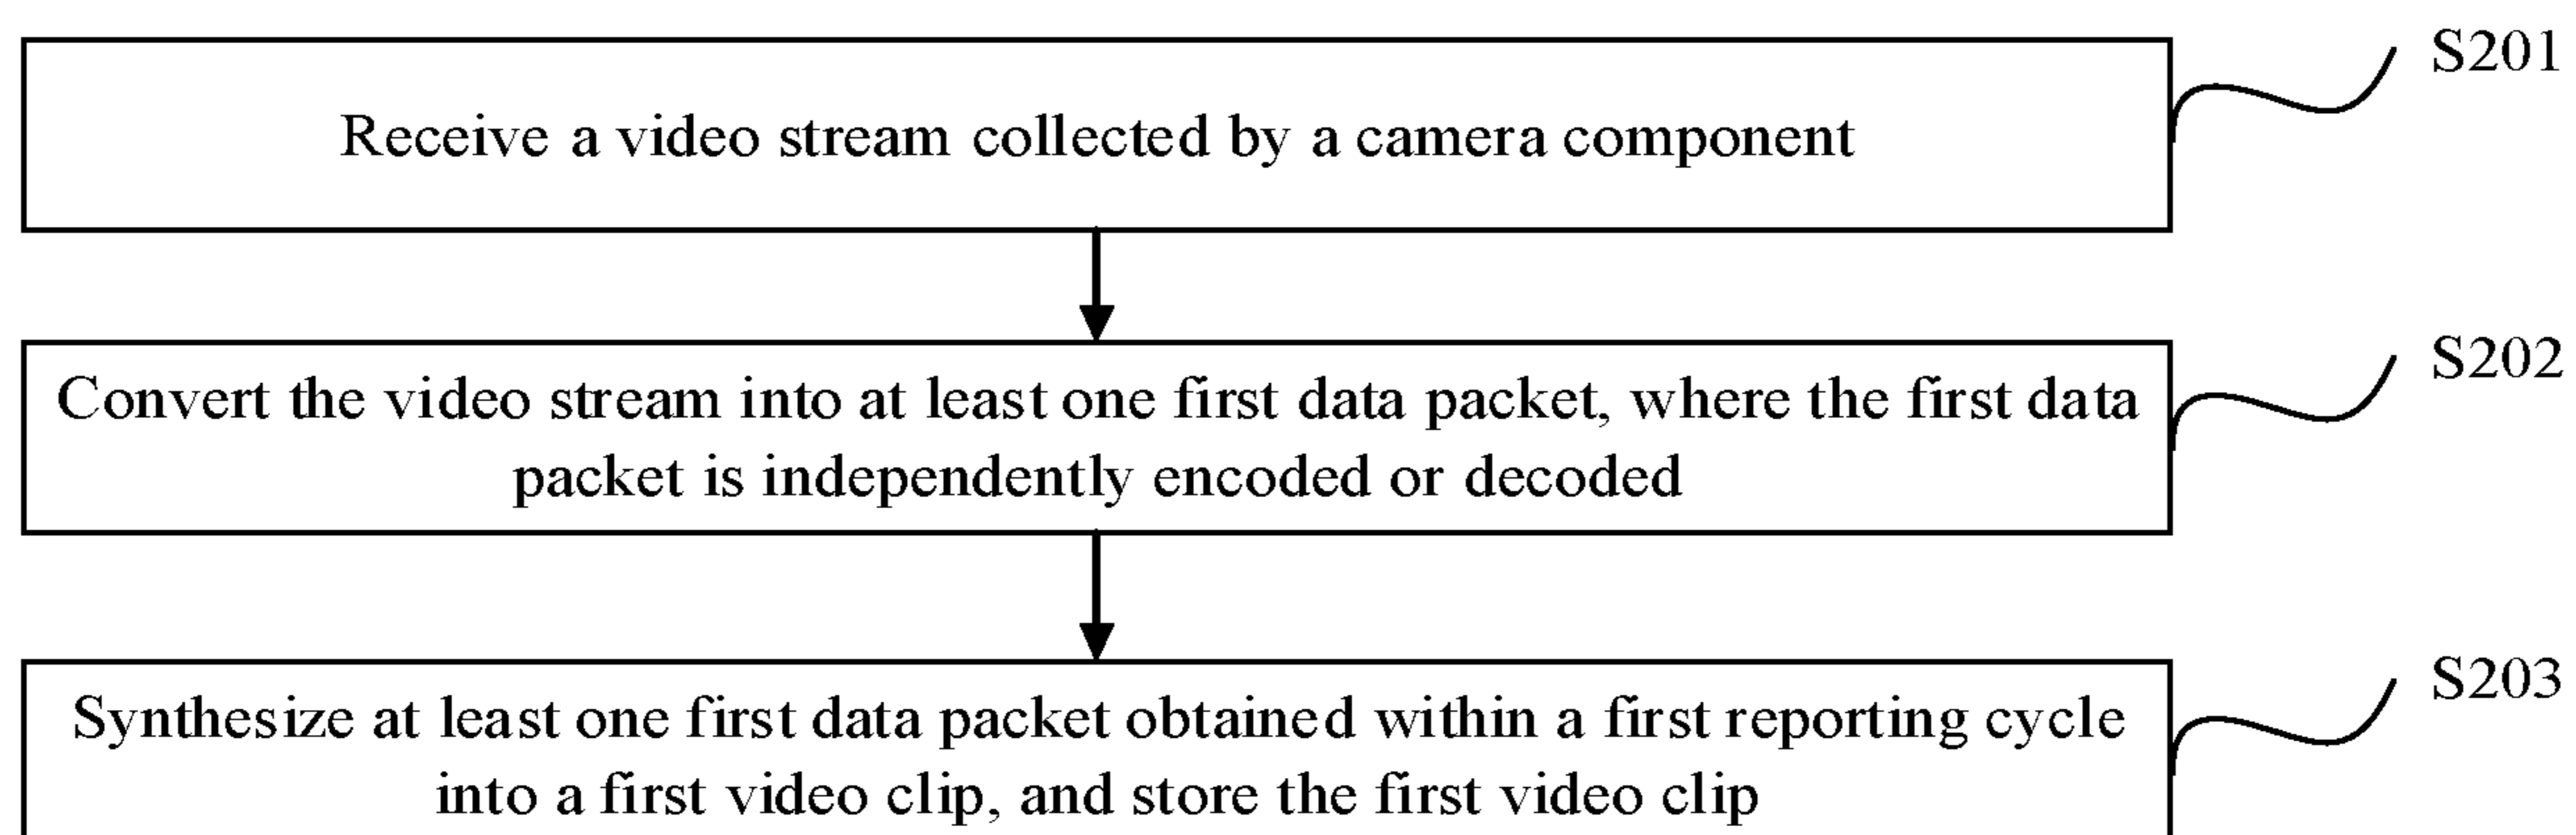 Receive a video stream collected by a camera component
S201
Convert the video stream into at least one first data packet, where the first data
packet is independently encoded or decoded
S202
Synthesize at least one first data packet obtained within a first reporting cycle
into a first video clip, and store the first video clip
S203